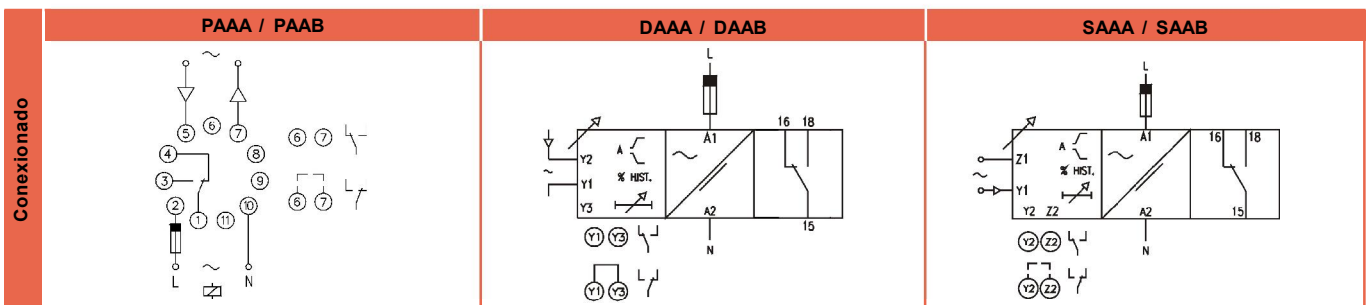 Conexionado
PAAA / PAAB
DAAA / DAAB
SAAA / SAAB
~
5 6 7
4 8
3 9
2 10
1 11
L ~ N
6 7
6 7
L
A1
16 18
Y2
A
~
~
Y1
% HIST.
Y3
A2
15
N
Y1 Y3
Y1 Y3
L
A1
16 18
Z1
A
~
~
Y1
% HIST.
Y2 Z2
A2
15
N
Y2 Z2
Y2 Z2